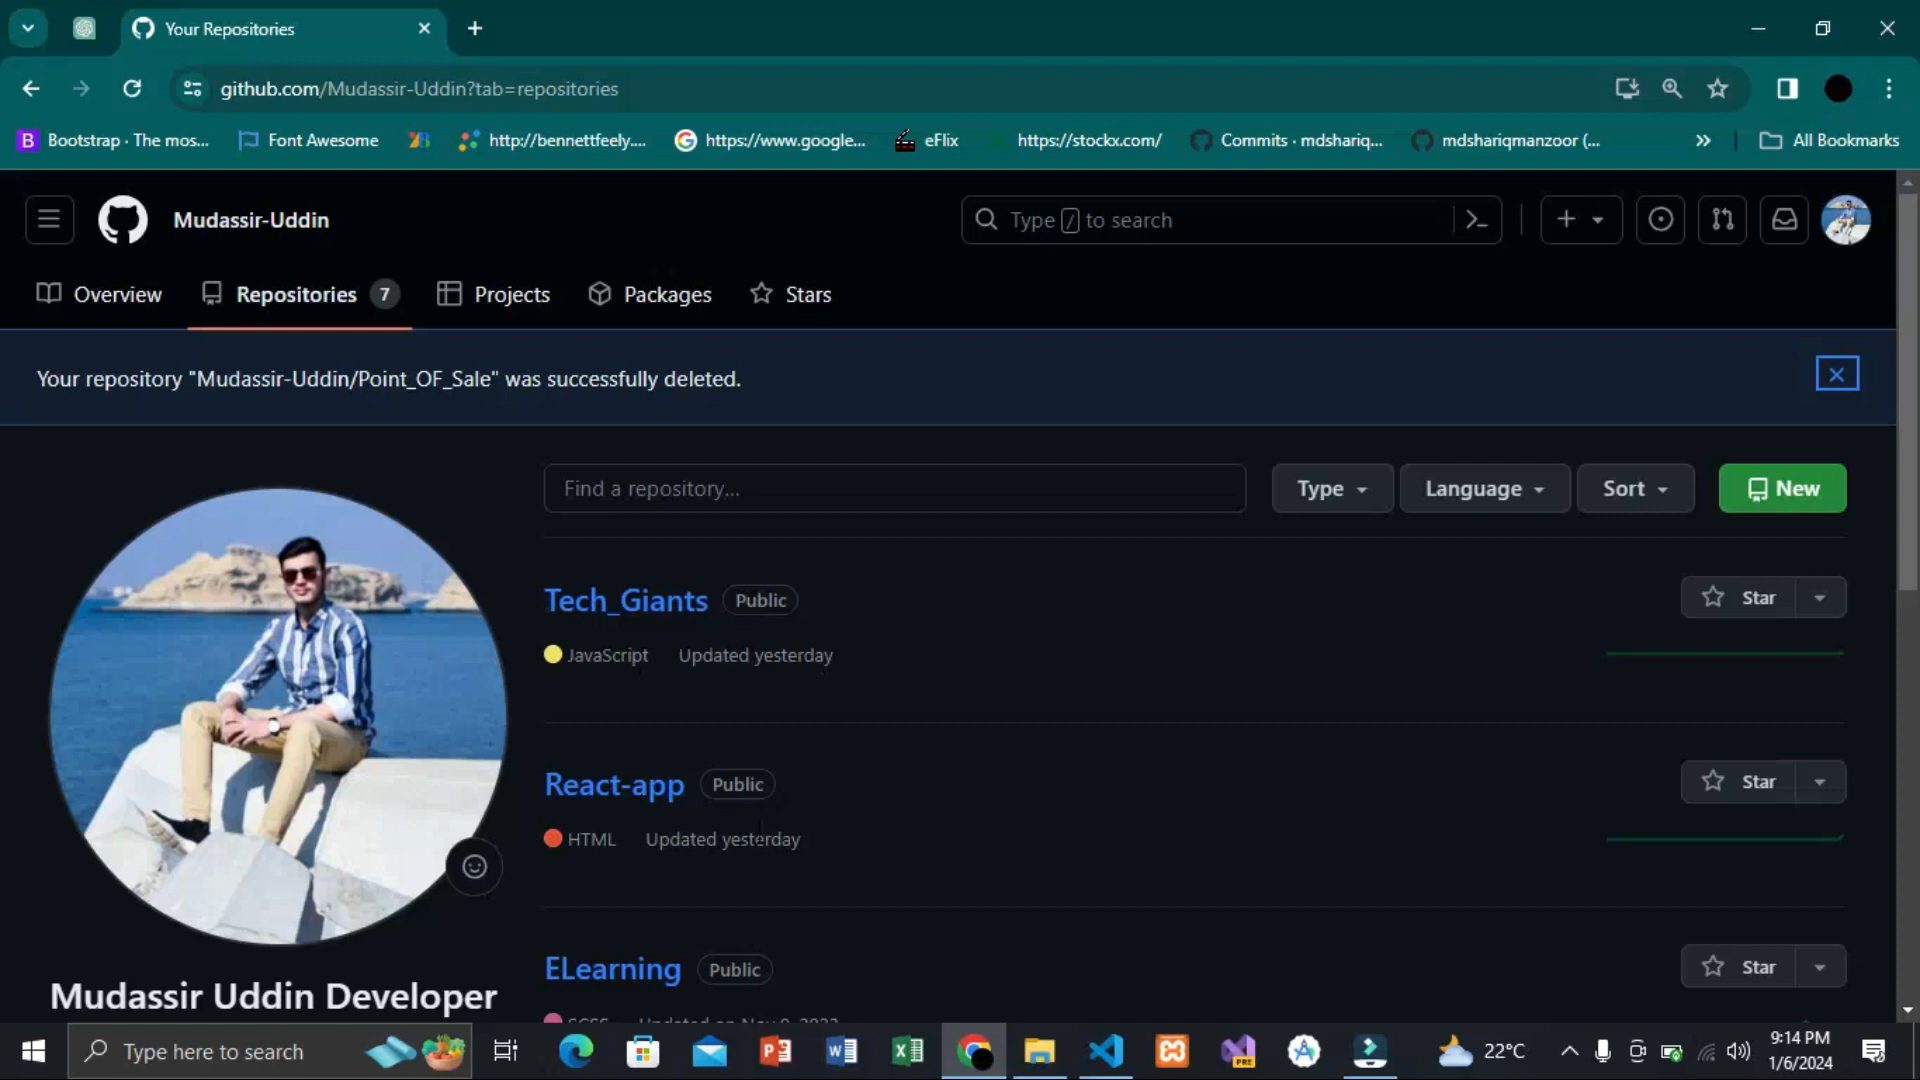 Your Repositories
github.com/Mudassir-Uddin?tab=repositories
Bootstrap · The mos...
Font Awesome
http://bennettfeely....
https://www.google...
eFlix
https://stockx.com/
Commits · mdshariq...
mdshariqmanzoor (...
All Bookmarks
Mudassir-Uddin
Type / to search
Overview
Repositories 7
Projects
Packages
Stars
Your repository "Mudassir-Uddin/Point_OF_Sale" was successfully deleted.
Find a repository...
Type
Language
Sort
New
Tech_Giants Public
Star
JavaScript Updated yesterday
React-app Public
Star
HTML Updated yesterday
ELearning Public
Star
Mudassir Uddin Developer
Type here to search
22°C
9:14 PM
1/6/2024